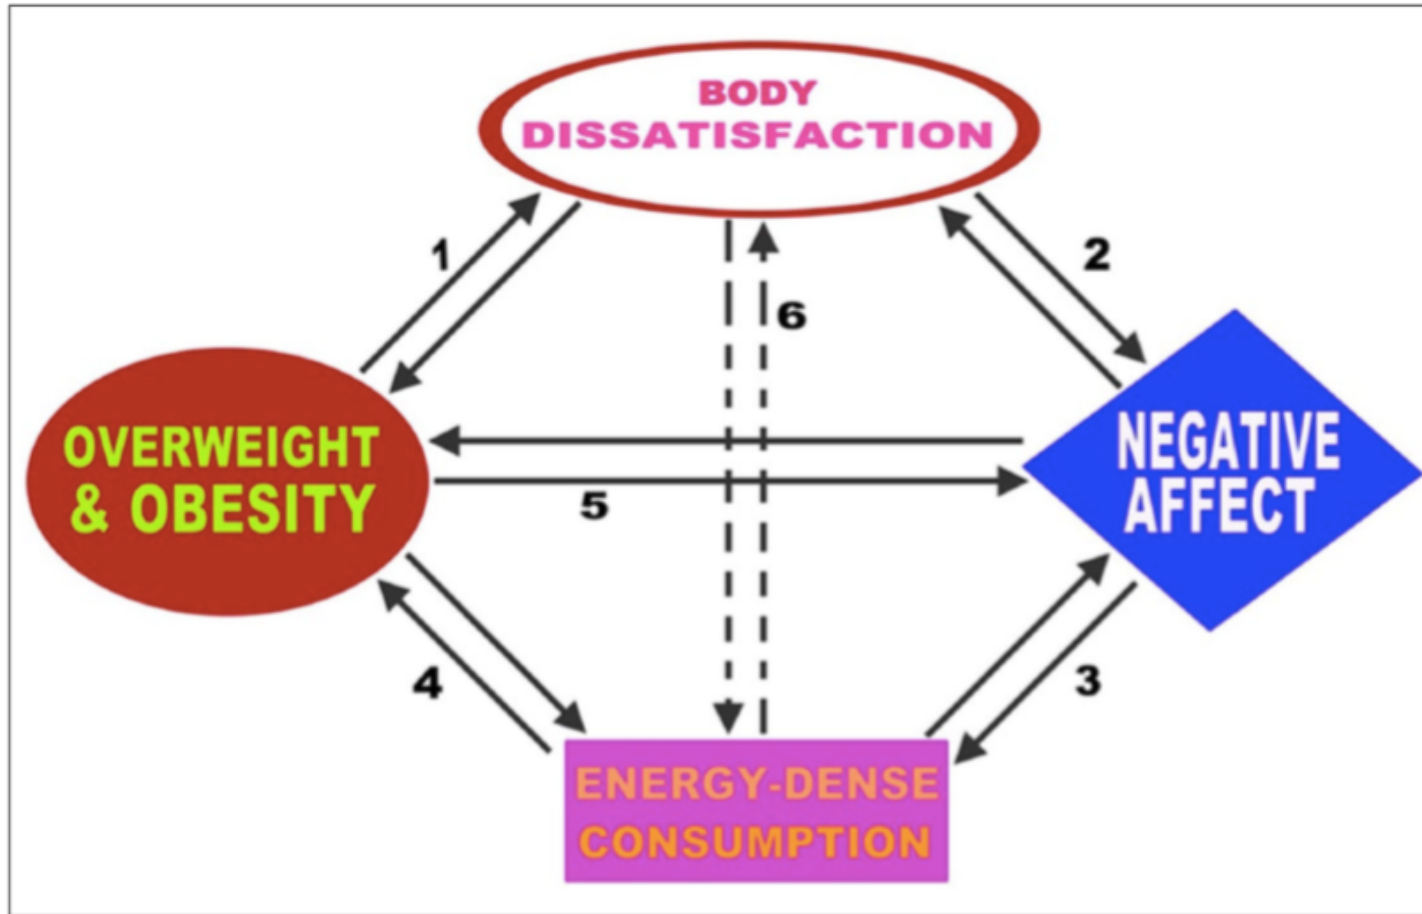 BODY
DISSATISFACTION
1
2
6
OVERWEIGHT
& OBESITY
NEGATIVE
AFFECT
5
4
3
ENERGY-DENSE
CONSUMPTION